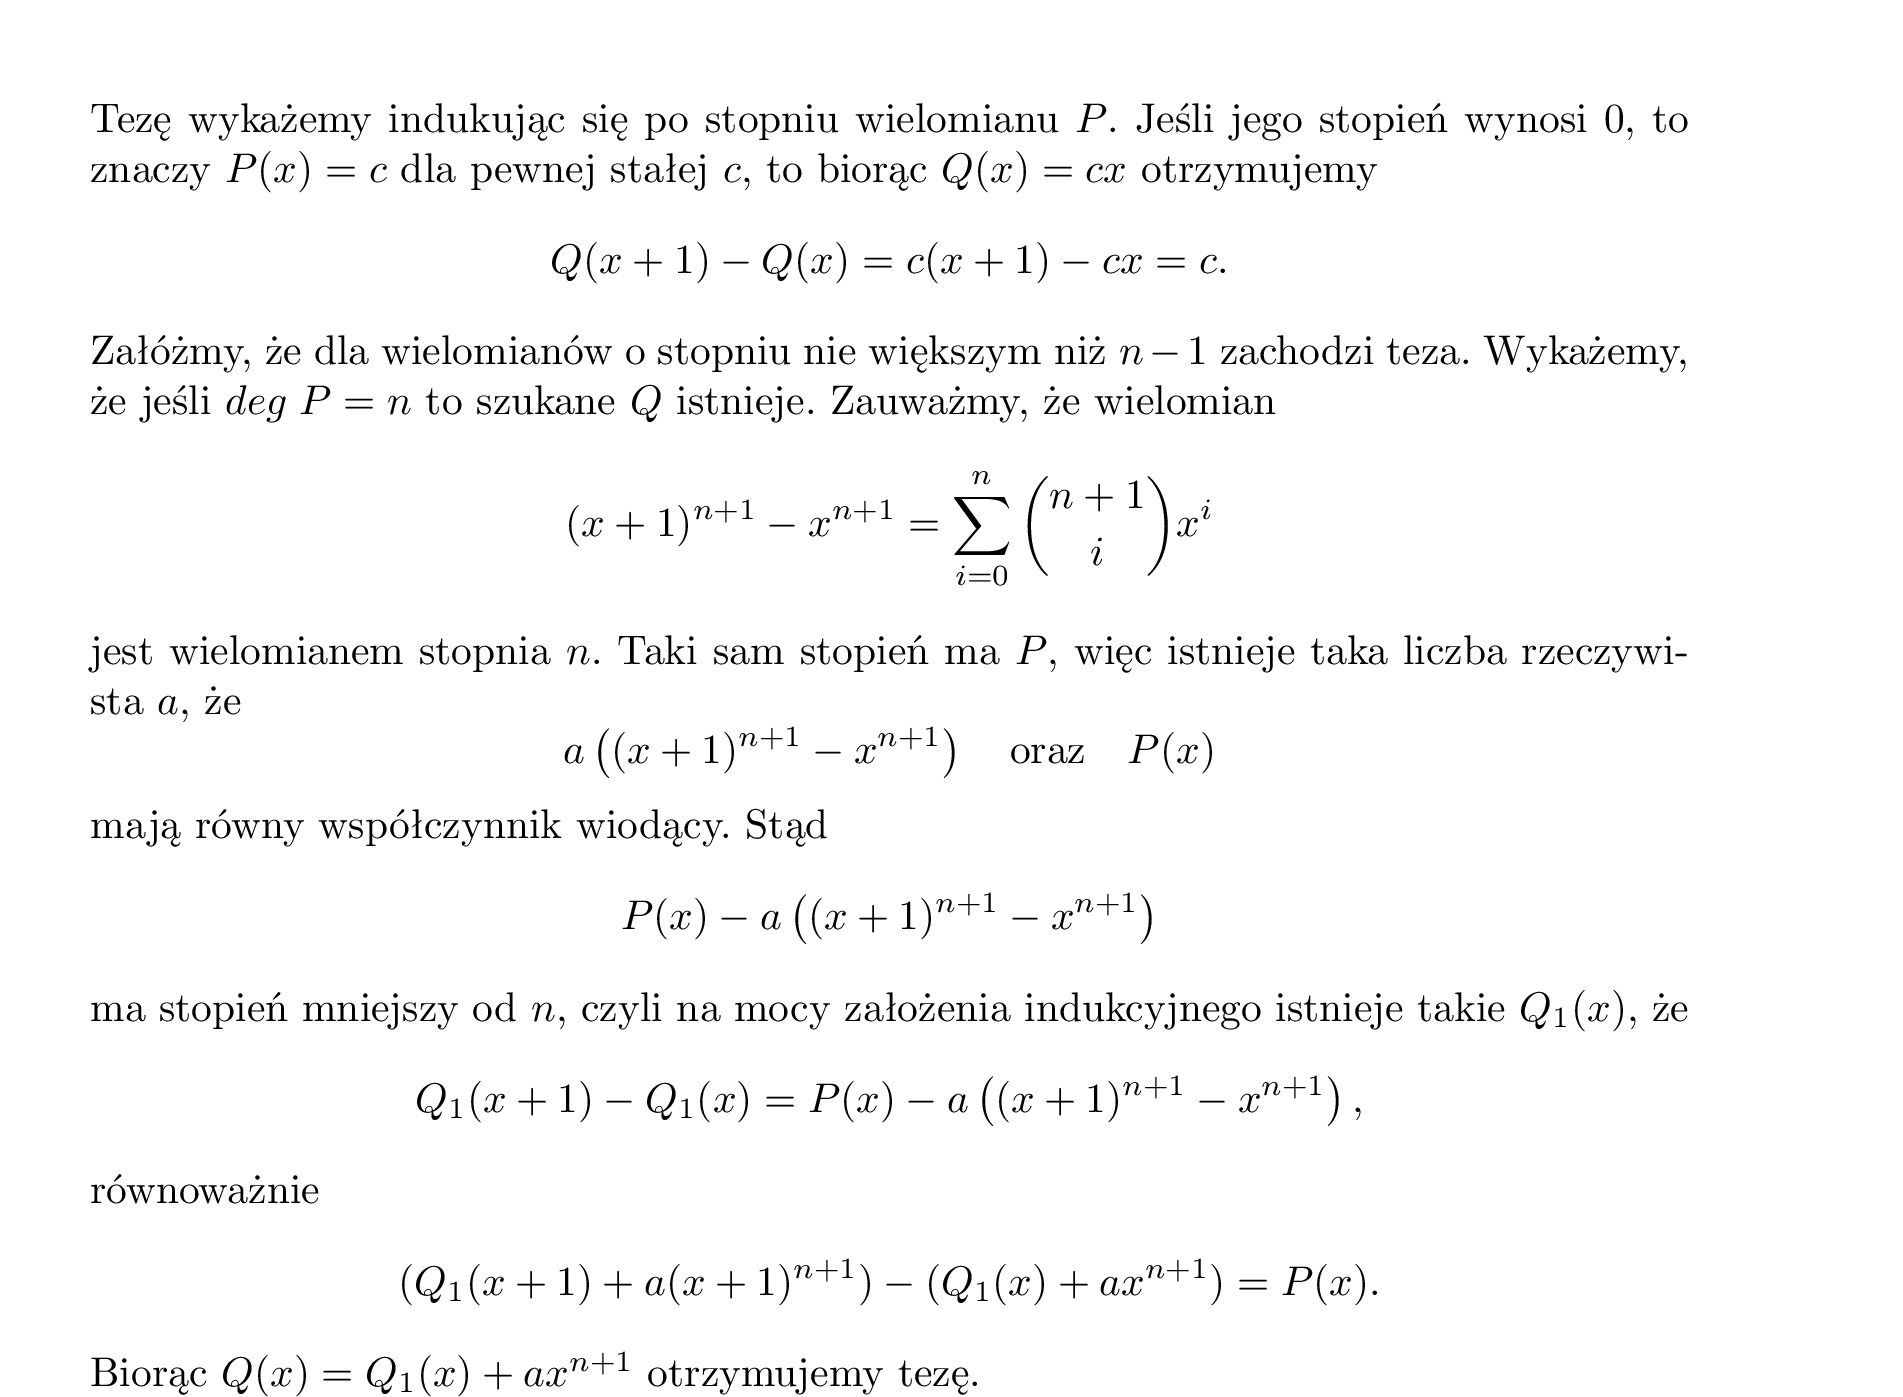 Tezę wykażemy indukując się po stopniu wielomianu P. Jeśli jego stopień wynosi 0, to
znaczy P(x) = c dla pewnej stałej c, to biorąc Q(x) = cx otrzymujemy
Q(x + 1) − Q(x) = c(x + 1) − cx = c.
Załóżmy, że dla wielomianów o stopniu nie większym niż n − 1 zachodzi teza. Wykażemy,
że jeśli deg P = n to szukane Q istnieje. Zauważmy, że wielomian
$(x + 1)^{n+1} - x^{n+1} = \sum_{i=0}^{n} \binom{n+1}{i} x^i$
jest wielomianem stopnia n. Taki sam stopień ma P, więc istnieje taka liczba rzeczywi-
sta a, że
$a\left((x + 1)^{n+1} - x^{n+1}\right)$ oraz P(x)
mają równy współczynnik wiodący. Stąd
$P(x) - a\left((x + 1)^{n+1} - x^{n+1}\right)$
ma stopień mniejszy od n, czyli na mocy założenia indukcyjnego istnieje takie $Q_1(x)$, że
$Q_1(x + 1) - Q_1(x) = P(x) - a\left((x + 1)^{n+1} - x^{n+1}\right),$
równoważnie
$(Q_1(x + 1) + a(x + 1)^{n+1}) - (Q_1(x) + ax^{n+1}) = P(x).$
Biorąc $Q(x) = Q_1(x) + ax^{n+1}$ otrzymujemy tezę.